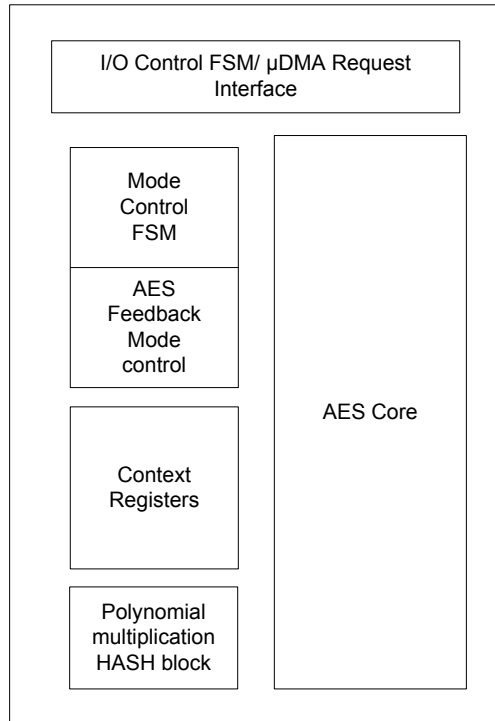 I/O Control FSM/ µDMA Request
Interface
Mode
Control
FSM
AES
Feedback
Mode
control
AES Core
Context
Registers
Polynomial
multiplication
HASH block